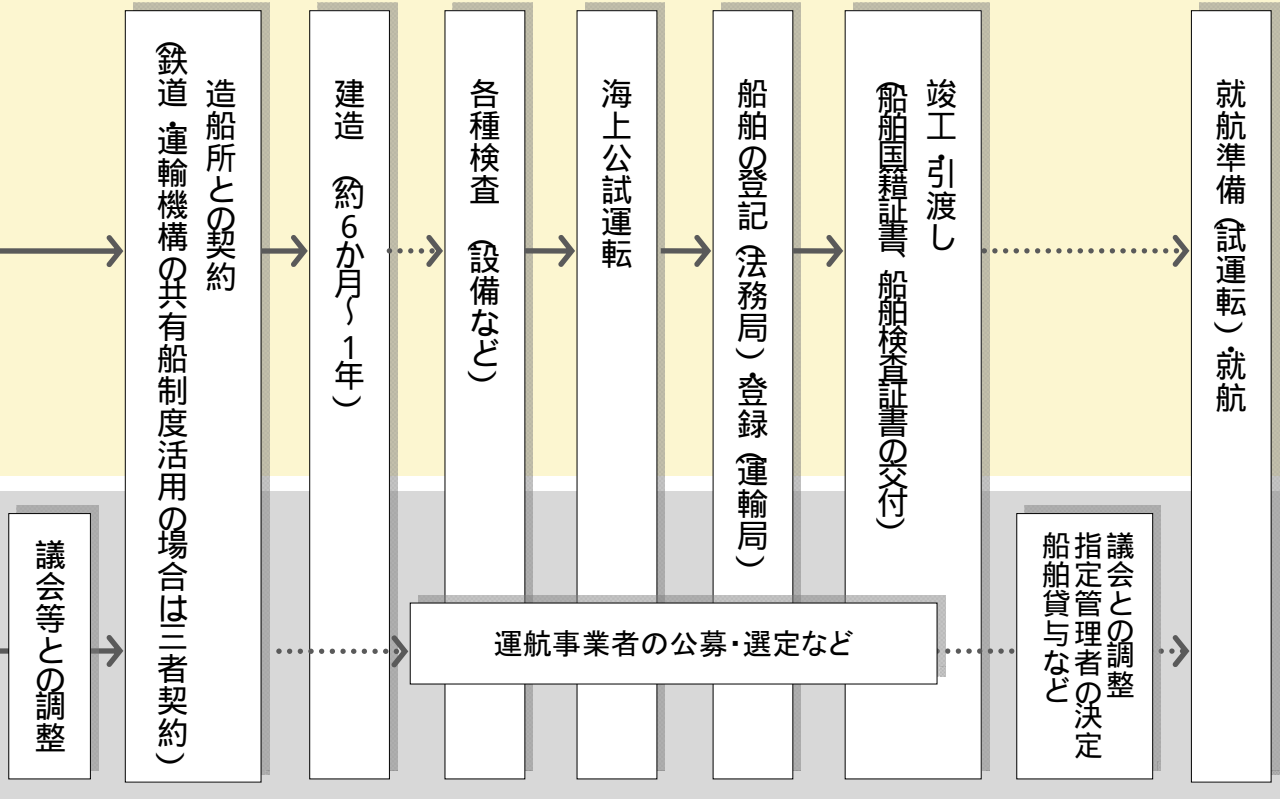 造船所との契約
(鉄道・運輸機構の共有船制度活用の場合は三者契約)
建造 (約6か月～1年)
各種検査 (設備など)
海上公試運転
船舶の登記 (法務局)・登録 (運輸局)
竣工・引渡し
(船舶国籍証書、船舶検査証書の交付)
就航準備 (試運転)・就航
議会等との調整
運航事業者の公募・選定など
議会との調整
指定管理者の決定
船舶貸与など